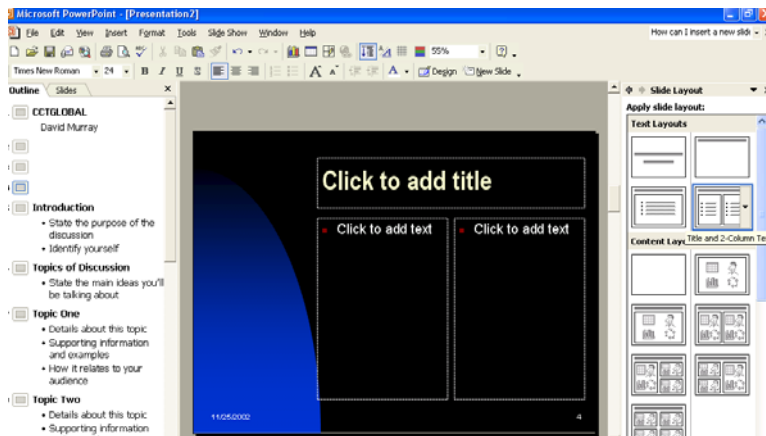 Microsoft PowerPoint - [Presentation2]
File Edit View Insert Format Tools Slide Show Window Help
How can I insert a new slide
55%
Times New Roman 24 B I U S A A A Design New Slide
Outline Slides
Slide Layout
Apply slide layout:
Text Layouts
CCTGLOBAL
David Murray
Introduction
• State the purpose of the
discussion
• Identify yourself
Topics of Discussion
• State the main ideas you'll
be talking about
Topic One
• Details about this topic
• Supporting information
and examples
• How it relates to your
audience
Topic Two
• Details about this topic
• Supporting information
Click to add title
Click to add text
Click to add text
11/25/2002
4
Title and 2-Column Te
Content Layo